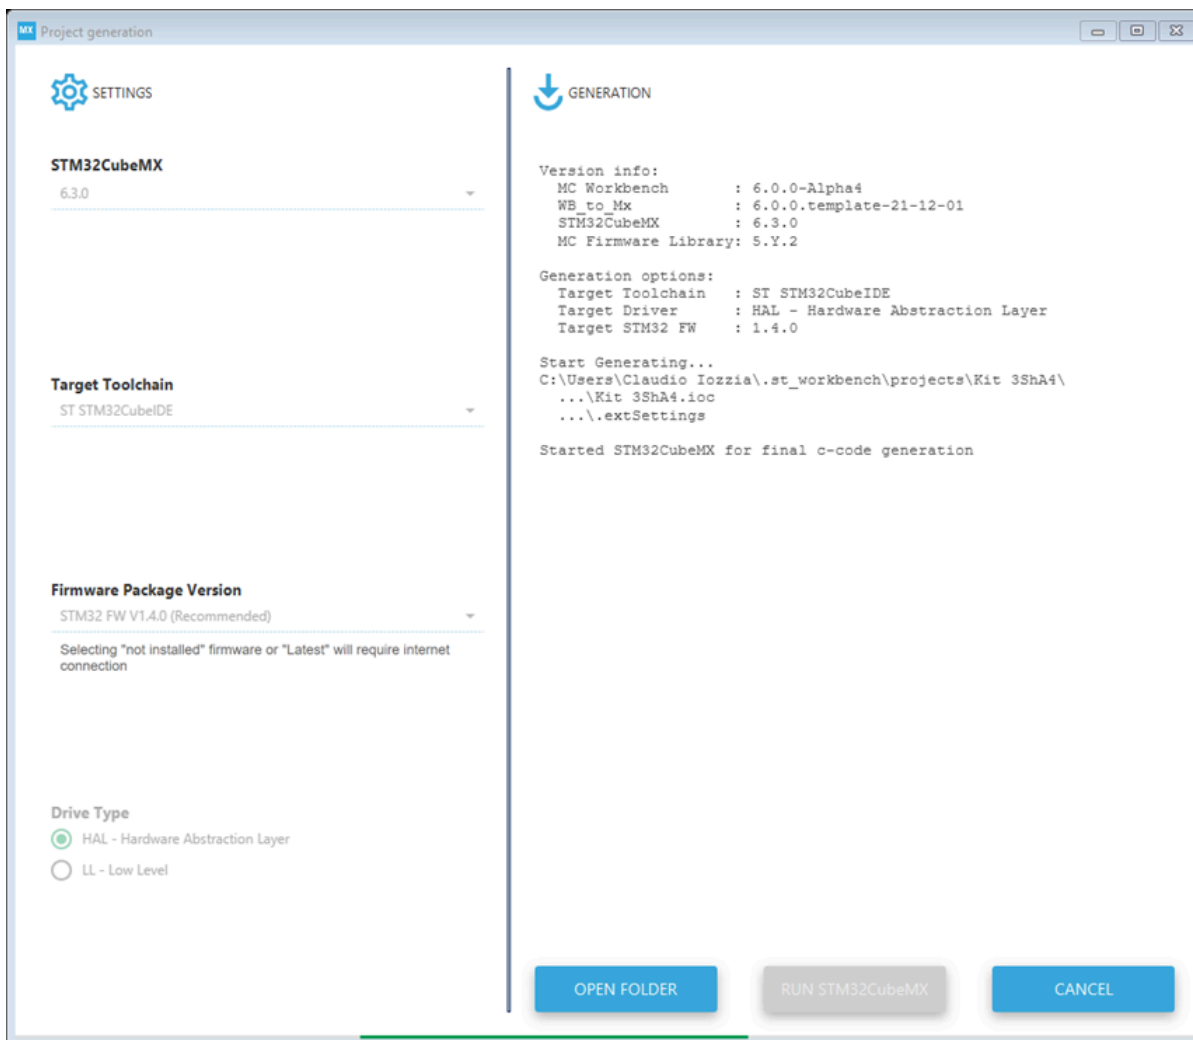 MX Project generation
SETTINGS
STM32CubeMX
6.3.0
Target Toolchain
ST STM32CubeIDE
Firmware Package Version
STM32 FW V1.4.0 (Recommended)
Selecting "not installed" firmware or "Latest" will require internet
connection
Drive Type
HAL - Hardware Abstraction Layer
LL - Low Level
GENERATION
Version info:
MC Workbench : 6.0.0-Alpha4
WB_to_Mx : 6.0.0.template-21-12-01
STM32CubeMX : 6.3.0
MC Firmware Library: 5.Y.2
Generation options:
Target Toolchain : ST STM32CubeIDE
Target Driver : HAL - Hardware Abstraction Layer
Target STM32 FW : 1.4.0
Start Generating...
C:\Users\Claudio Iozzia\.st_workbench\projects\Kit 3ShA4\
...\Kit 3ShA4.ioc
...\.extSettings
Started STM32CubeMX for final c-code generation
OPEN FOLDER
RUN STM32CubeMX
CANCEL